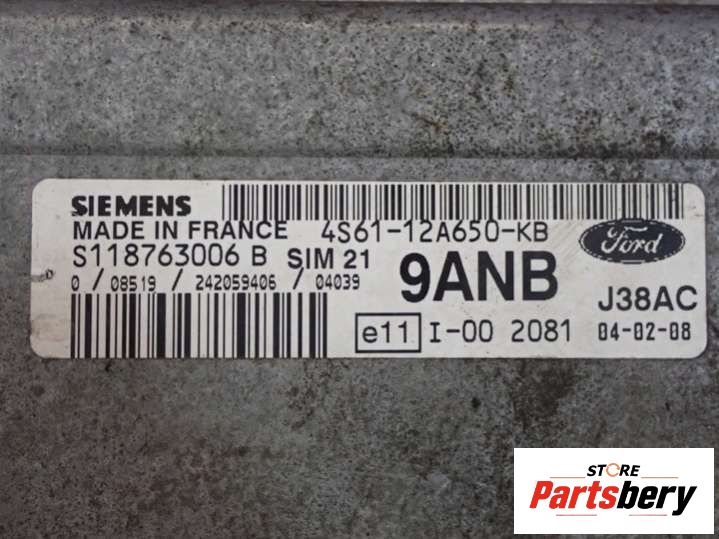 SIEMENS
MADE IN FRANCE 4S61-12A650-KB
S118763006 B SIM 21
0 / 08519 / 242059406 / 04039
9ANB
Ford
J38AC
e11 I-00 2081 04-02-08
STORE
Partsbery